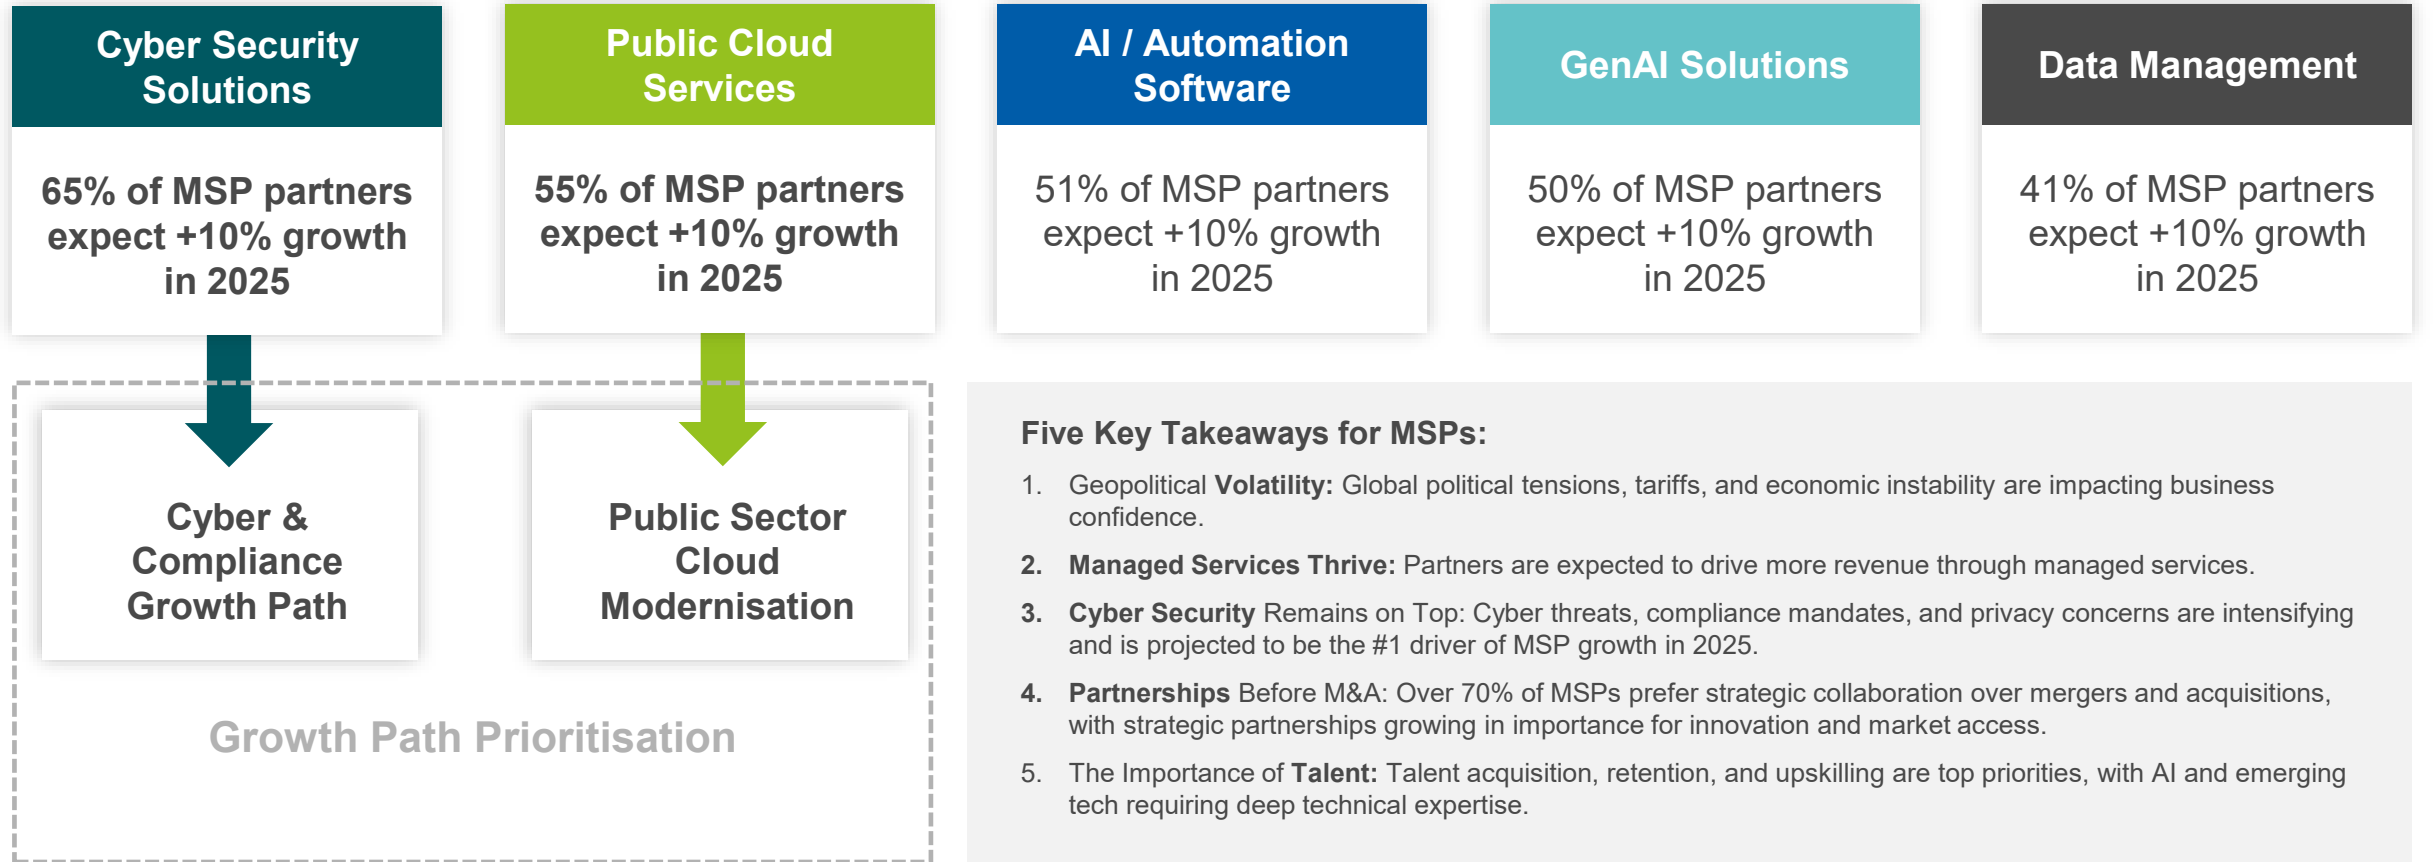 Cyber Security
Solutions
65% of MSP partners
expect +10% growth
in 2025
Public Cloud
Services
55% of MSP partners
expect +10% growth
in 2025
AI / Automation
Software
51% of MSP partners
expect +10% growth
in 2025
GenAI Solutions
50% of MSP partners
expect +10% growth
in 2025
Data Management
41% of MSP partners
expect +10% growth
in 2025
Cyber &
Compliance
Growth Path
Public Sector
Cloud
Modernisation
Growth Path Prioritisation
Five Key Takeaways for MSPs:
1. Geopolitical Volatility: Global political tensions, tariffs, and economic instability are impacting business
confidence.
2. Managed Services Thrive: Partners are expected to drive more revenue through managed services.
3. Cyber Security Remains on Top: Cyber threats, compliance mandates, and privacy concerns are intensifying
and is projected to be the #1 driver of MSP growth in 2025.
4. Partnerships Before M&A: Over 70% of MSPs prefer strategic collaboration over mergers and acquisitions,
with strategic partnerships growing in importance for innovation and market access.
5. The Importance of Talent: Talent acquisition, retention, and upskilling are top priorities, with AI and emerging
tech requiring deep technical expertise.